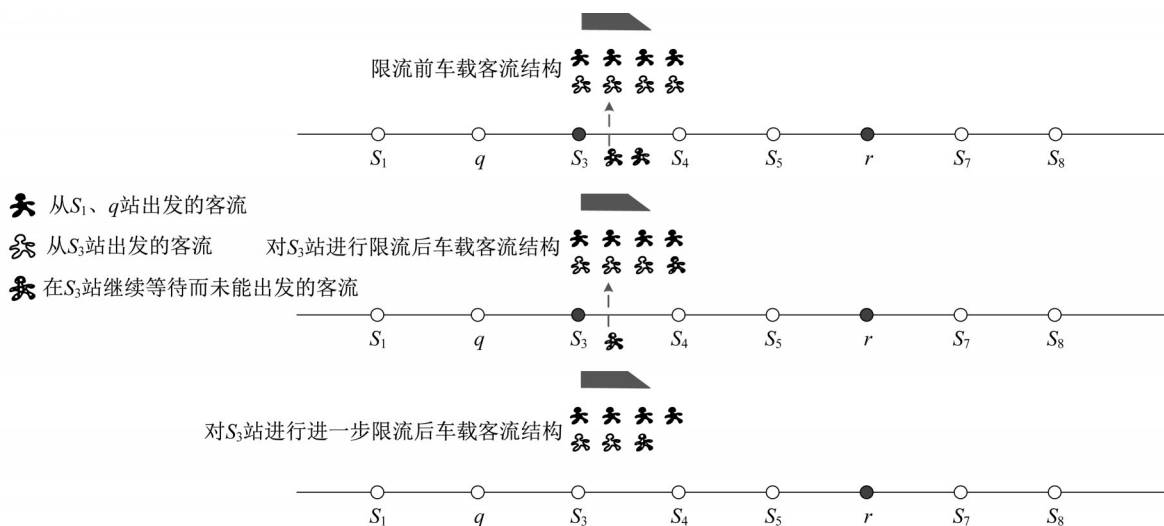 限流前车载客流结构
S₁ q S₃ S₄ S₅ r S₇ S₈
从S₁、q站出发的客流
从S₃站出发的客流
在S₃站继续等待而未能出发的客流
对S₃站进行限流后车载客流结构
S₁ q S₃ S₄ S₅ r S₇ S₈
对S₃站进行进一步限流后车载客流结构
S₁ q S₃ S₄ S₅ r S₇ S₈